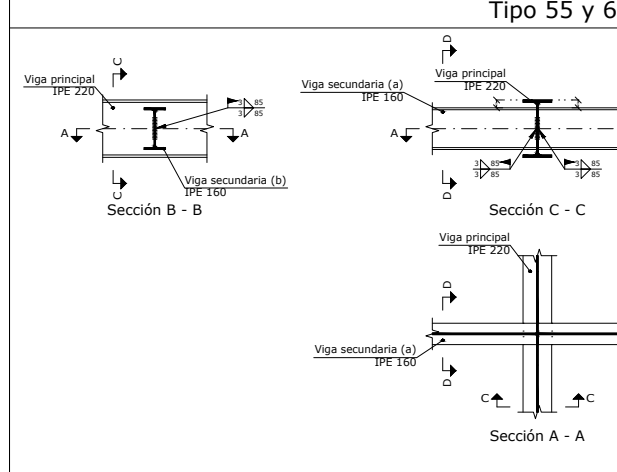 Tipo 55 y 6
C
Viga principal
IPE 220
3 85
3 85
A A
C
Viga secundaria (b)
IPE 160
Sección B - B
D
Viga secundaria (a)
IPE 160
Viga principal
IPE 220
A
3 85
3 85
3 85
3 85
D
Sección C - C
Viga principal
IPE 220
D
Viga secundaria (a)
IPE 160
D
C C
Sección A - A